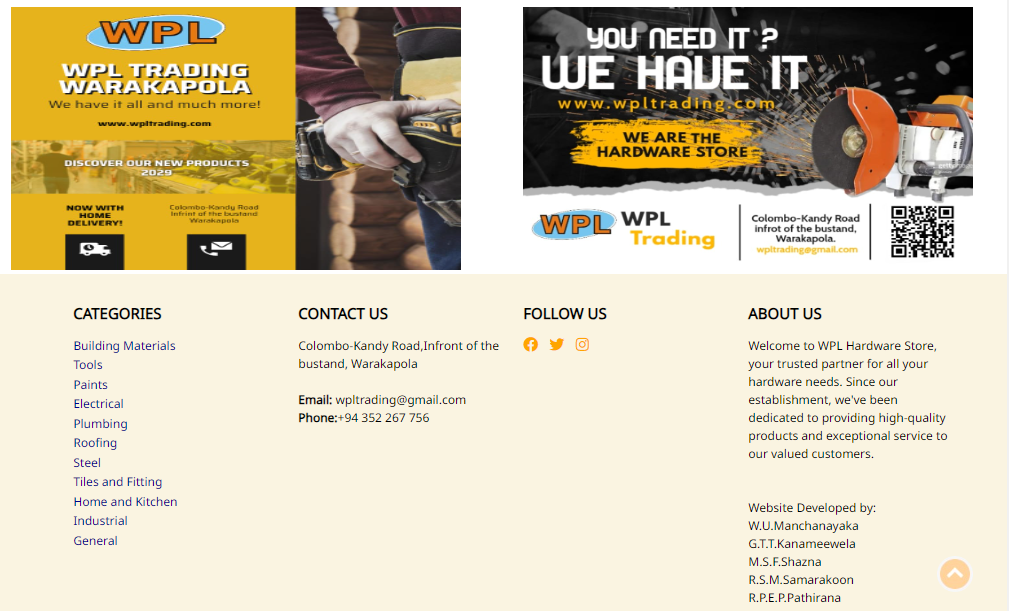 WPL
WPL TRADING
WARAKAPOLA
We have it all and much more!
www.wpltrading.com
DISCOVER OUR NEW PRODUCTS
2029
NOW WITH
HOME
DELIVERY!
Colombo-Kandy Road
Infrint of the bustand
Warakapola
YOU NEED IT ?
WE HAVE IT
www.wpltrading.com
WE ARE THE
HARDWARE STORE
WPL
WPL
Trading
Colombo-Kandy Road
infrot of the bustand,
Warakapola.
wpltrading@gmail.com
CATEGORIES
Building Materials
Tools
Paints
Electrical
Plumbing
Roofing
Steel
Tiles and Fitting
Home and Kitchen
Industrial
General
CONTACT US
Colombo-Kandy Road,Infront of the
bustand, Warakapola
Email: wpltrading@gmail.com
Phone:+94 352 267 756
FOLLOW US
ABOUT US
Welcome to WPL Hardware Store,
your trusted partner for all your
hardware needs. Since our
establishment, we've been
dedicated to providing high-quality
products and exceptional service to
our valued customers.
Website Developed by:
W.U.Manchanayaka
G.T.T.Kanameewela
M.S.F.Shazna
R.S.M.Samarakoon
R.P.E.P.Pathirana